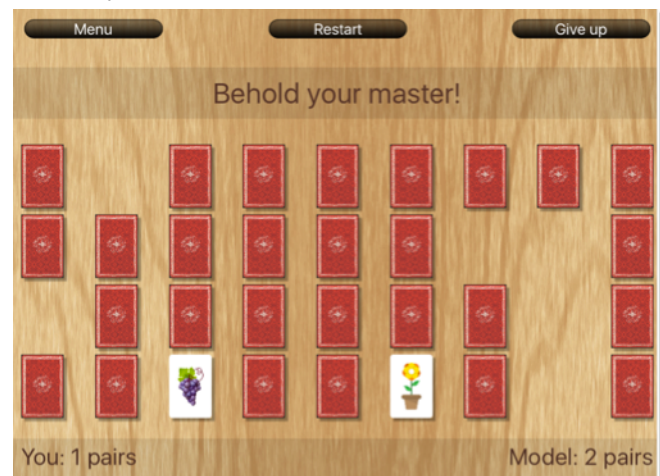 Menu
Restart
Give up
Behold your master!
You: 1 pairs
Model: 2 pairs